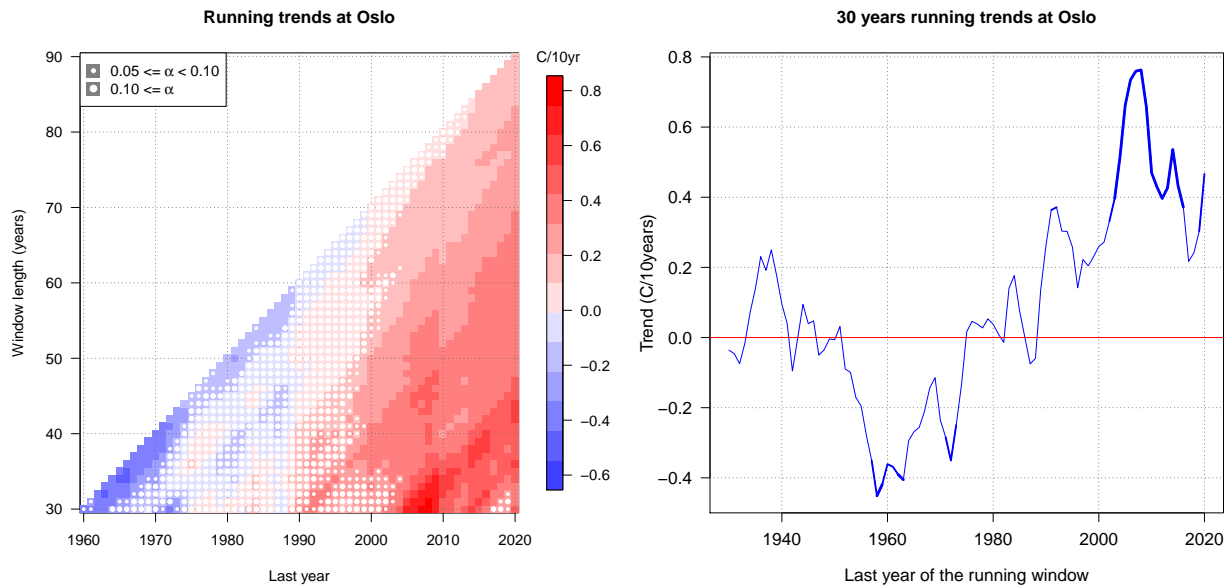 Running trends at Oslo
C/10yr
0.05 <= α < 0.10
0.10 <= α
90
80
70
60
50
40
30
Window length (years)
1960 1970 1980 1990 2000 2010 2020
Last year
0.8
0.6
0.4
0.2
0.0
−0.2
−0.4
−0.6
30 years running trends at Oslo
0.8
0.6
0.4
0.2
0.0
−0.2
−0.4
Trend (C/10years)
1940 1960 1980 2000 2020
Last year of the running window